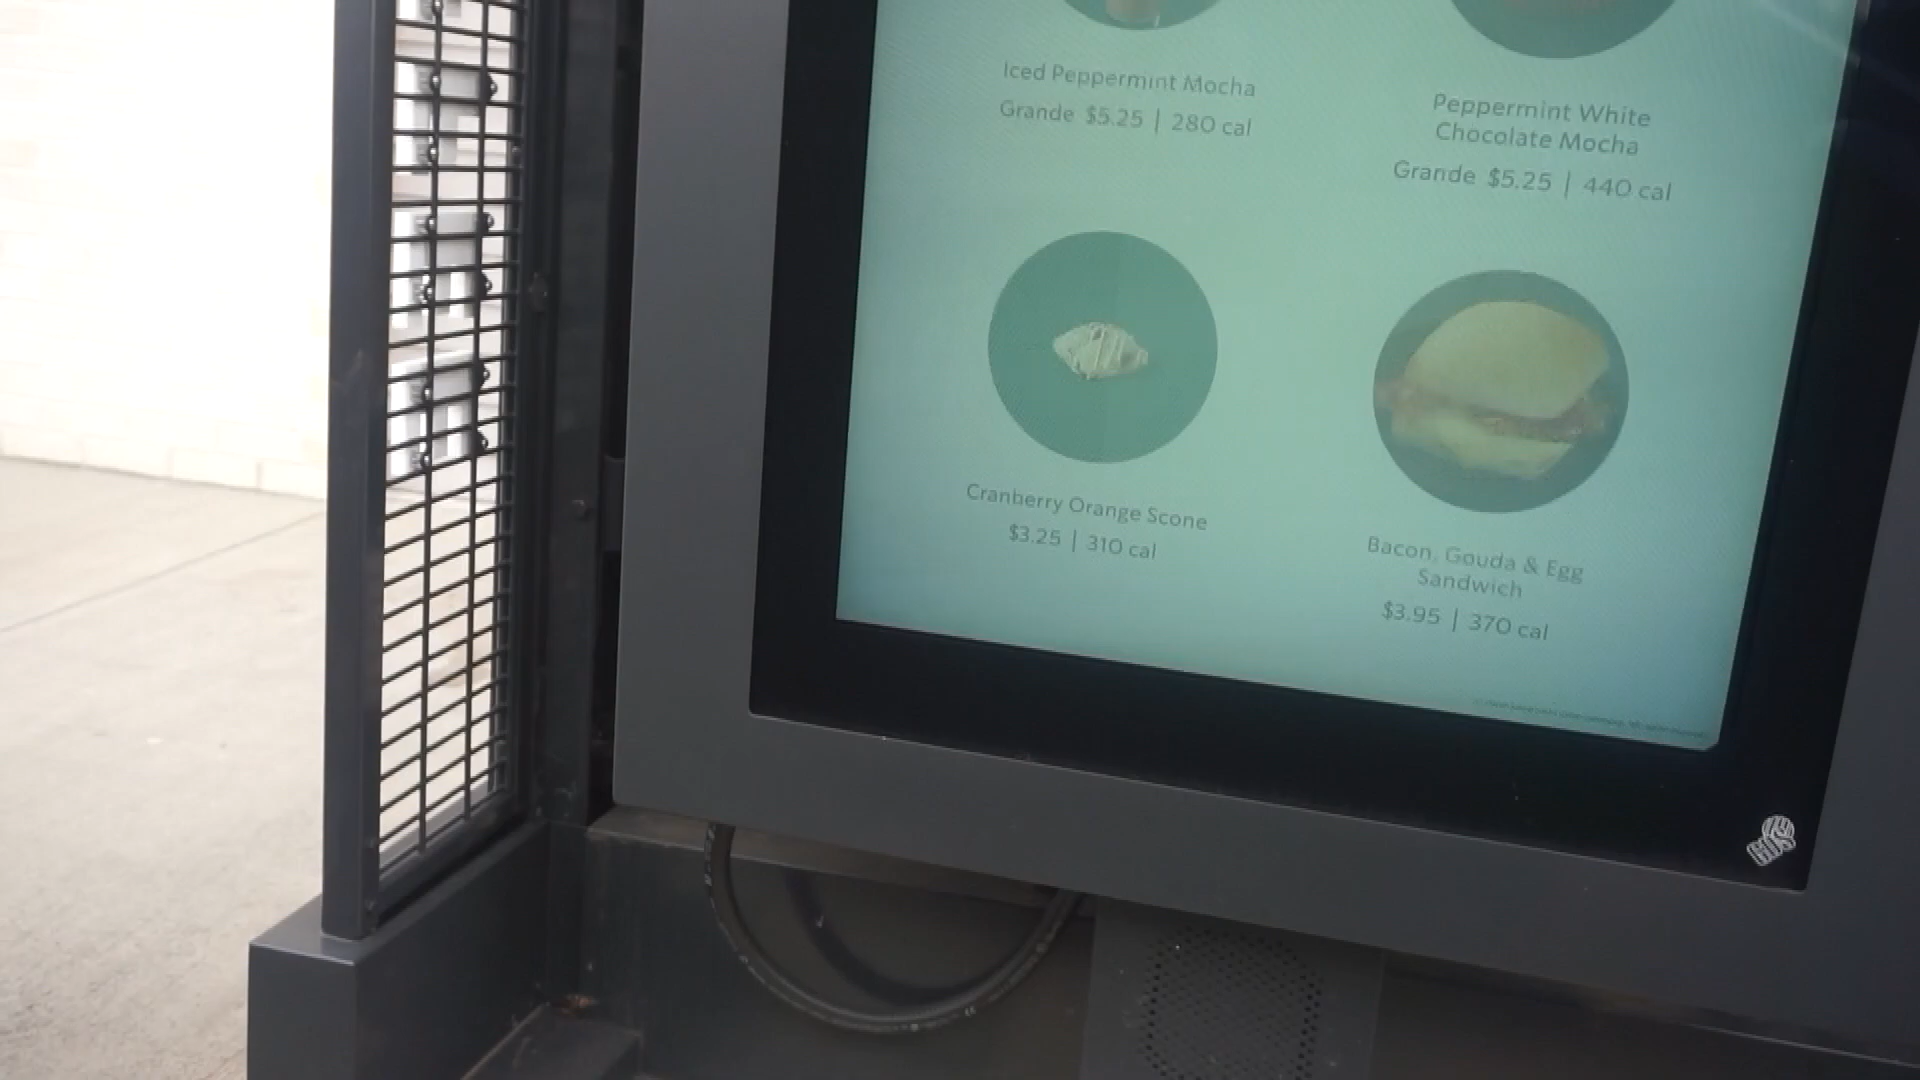 Iced Peppermint Mocha
Grande $5.25 | 280 cal
Peppermint White
Chocolate Mocha
Grande $5.25 | 440 cal
Cranberry Orange Scone
$3.25 | 310 cal
Bacon, Gouda & Egg
Sandwich
$3.95 | 370 cal